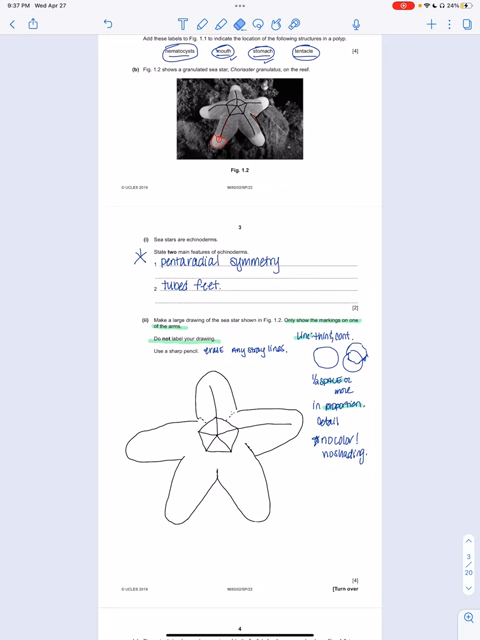 9:37 PM Wed Apr 27
24%
Add these labels to Fig. 1.1 to indicate the location of the following structures in a polyp.
nematocysts mouth stomach tentacle
[4]
(b) Fig. 1.2 shows a granulated sea star, Choriaster granulatus, on the reef.
Fig. 1.2
© UCLES 2019
9693/02/SP/22
3
(i) Sea stars are echinoderms.
State two main features of echinoderms.
1 pentaradial symmetry
2 tubed feet.
[2]
(ii) Make a large drawing of the sea star shown in Fig. 1.2. Only show the markings on one
of the arms.
Do not label your drawing.
Use a sharp pencil. erase any stray lines.
line-thin, cont.
1/2 space or
more
in proportion.
detail
no color!
no shading.
[4]
© UCLES 2019
[Turn over
3
/
20
4